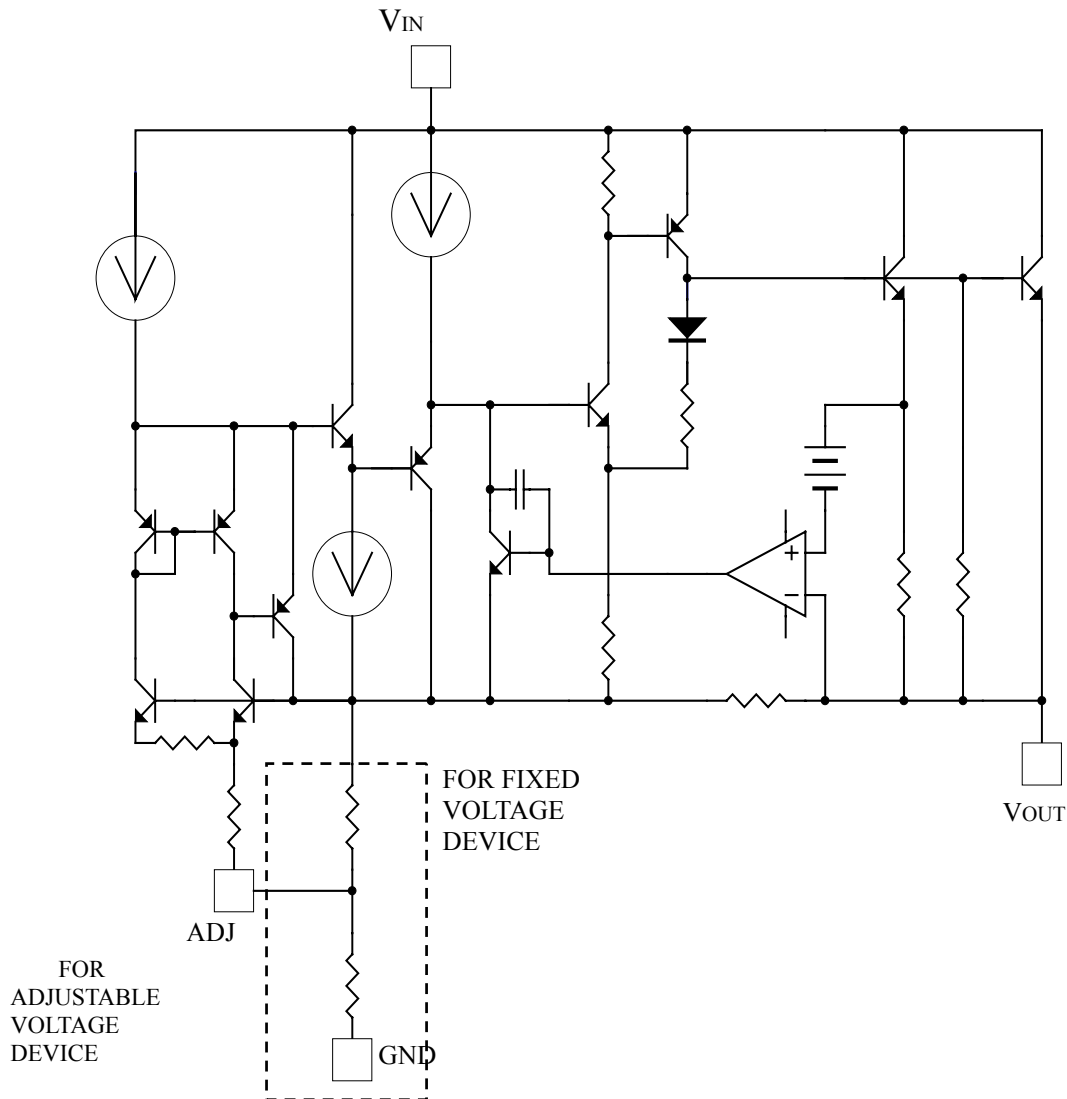 VIN
+
−
FOR FIXED
VOLTAGE
DEVICE
VOUT
ADJ
FOR
ADJUSTABLE
VOLTAGE
DEVICE
GND